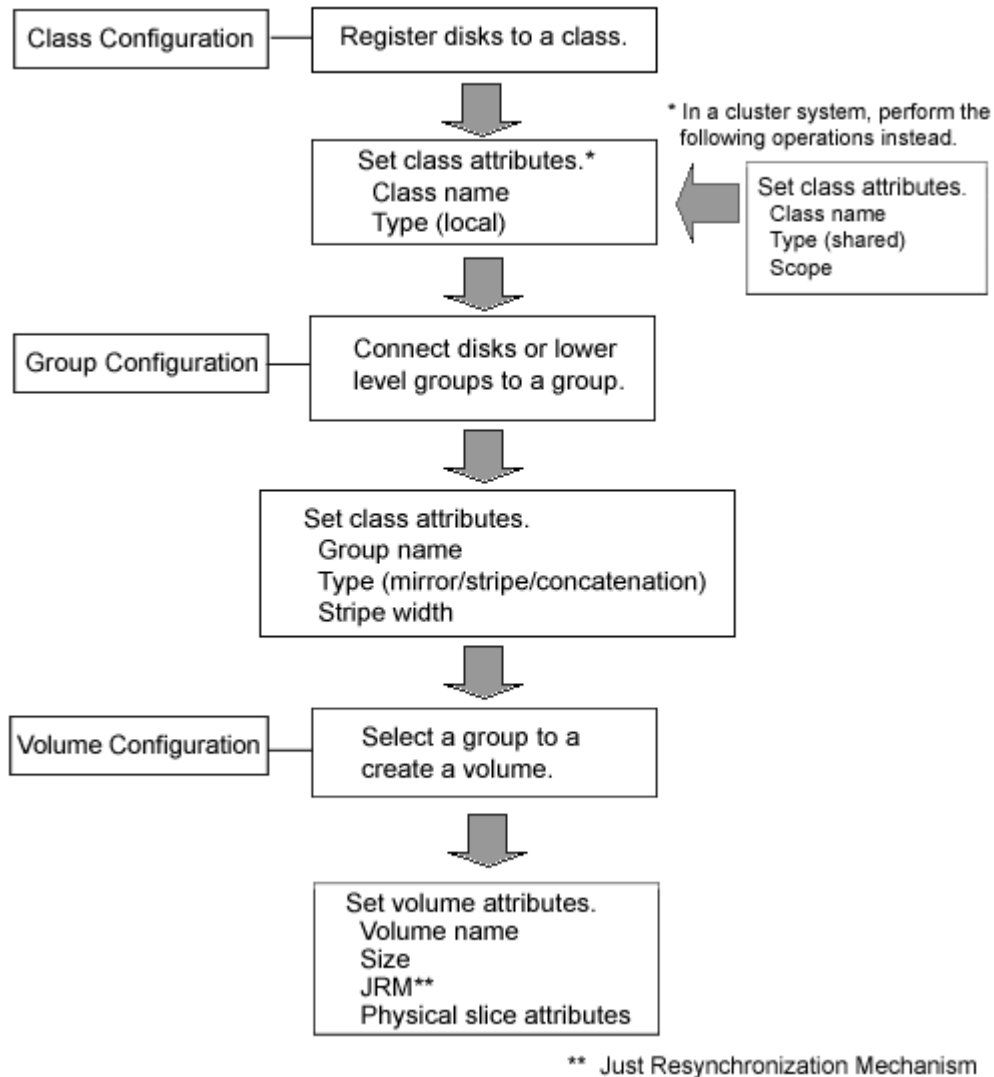 Class Configuration
Register disks to a class.
* In a cluster system, perform the
following operations instead.
Set class attributes.*
Class name
Type (local)
Set class attributes.
Class name
Type (shared)
Scope
Group Configuration
Connect disks or lower
level groups to a group.
Set class attributes.
Group name
Type (mirror/stripe/concatenation)
Stripe width
Volume Configuration
Select a group to a
create a volume.
Set volume attributes.
Volume name
Size
JRM**
Physical slice attributes
** Just Resynchronization Mechanism